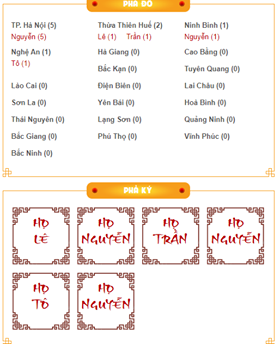 PHẢ ĐỒ
TP. Hà Nội (5) Thừa Thiên Huế (2) Ninh Bình (1)
Nguyễn (5) Lê (1) Trần (1) Nguyễn (1)
Nghệ An (1) Hà Giang (0) Cao Bằng (0)
Tô (1)
Bắc Kạn (0) Tuyên Quang (0)
Lào Cai (0) Điện Biên (0) Lai Châu (0)
Sơn La (0) Yên Bái (0) Hoà Bình (0)
Thái Nguyên (0) Lạng Sơn (0) Quảng Ninh (0)
Bắc Giang (0) Phú Thọ (0) Vĩnh Phúc (0)
Bắc Ninh (0)
PHẢ KÝ
HỌ LÊ
HỌ NGUYỄN
HỌ TRẦN
HỌ NGUYỄN
HỌ TÔ
HỌ NGUYỄN